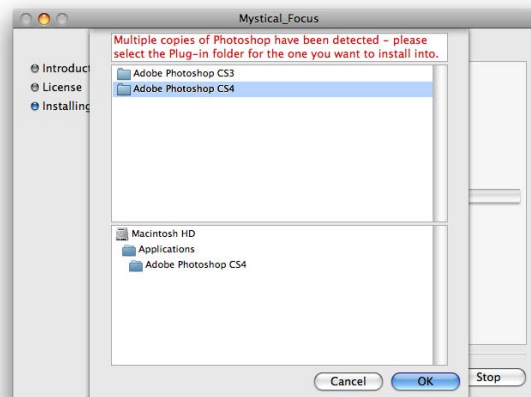 Mystical_Focus
Multiple copies of Photoshop have been detected - please
select the Plug-in folder for the one you want to install into.
Introduct
License
Installing
Adobe Photoshop CS3
Adobe Photoshop CS4
Macintosh HD
Applications
Adobe Photoshop CS4
Cancel
OK
Stop